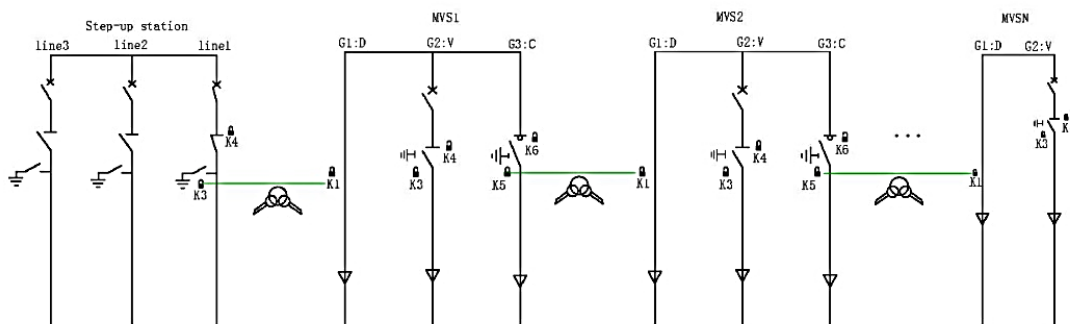 Step-up station
line3 line2 line1
MVS1
G1:D G2:V G3:C
MVS2
G1:D G2:V G3:C
MVSN
G1:D G2:V
K4
K3
K1
K4
K3
K6
K5
K1
K4
K3
K6
K5
...
K1
K
K3